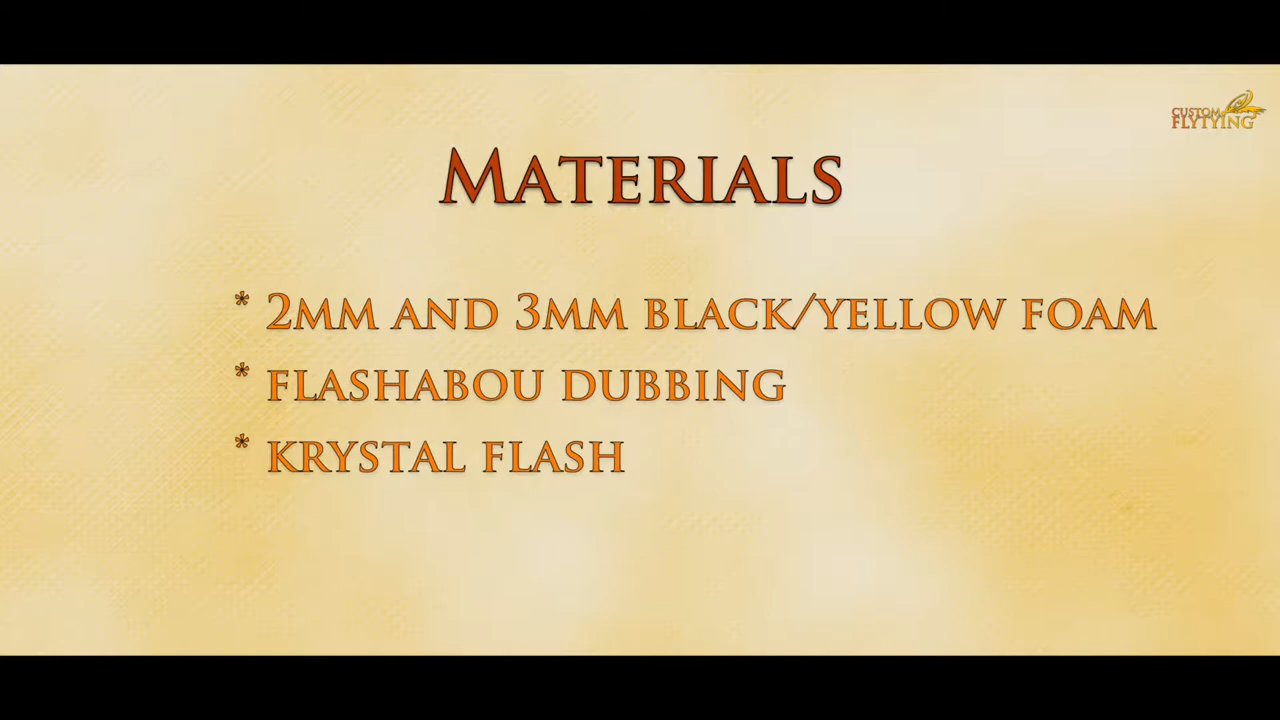 CUSTOM
FLYTYING
MATERIALS
* 2MM AND 3MM BLACK/YELLOW FOAM
* FLASHABOU DUBBING
* KRYSTAL FLASH